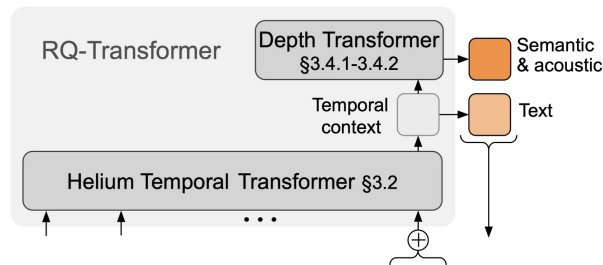 RQ-Transformer
Depth Transformer
§3.4.1-3.4.2
Semantic
& acoustic
Temporal
context
Text
Helium Temporal Transformer §3.2